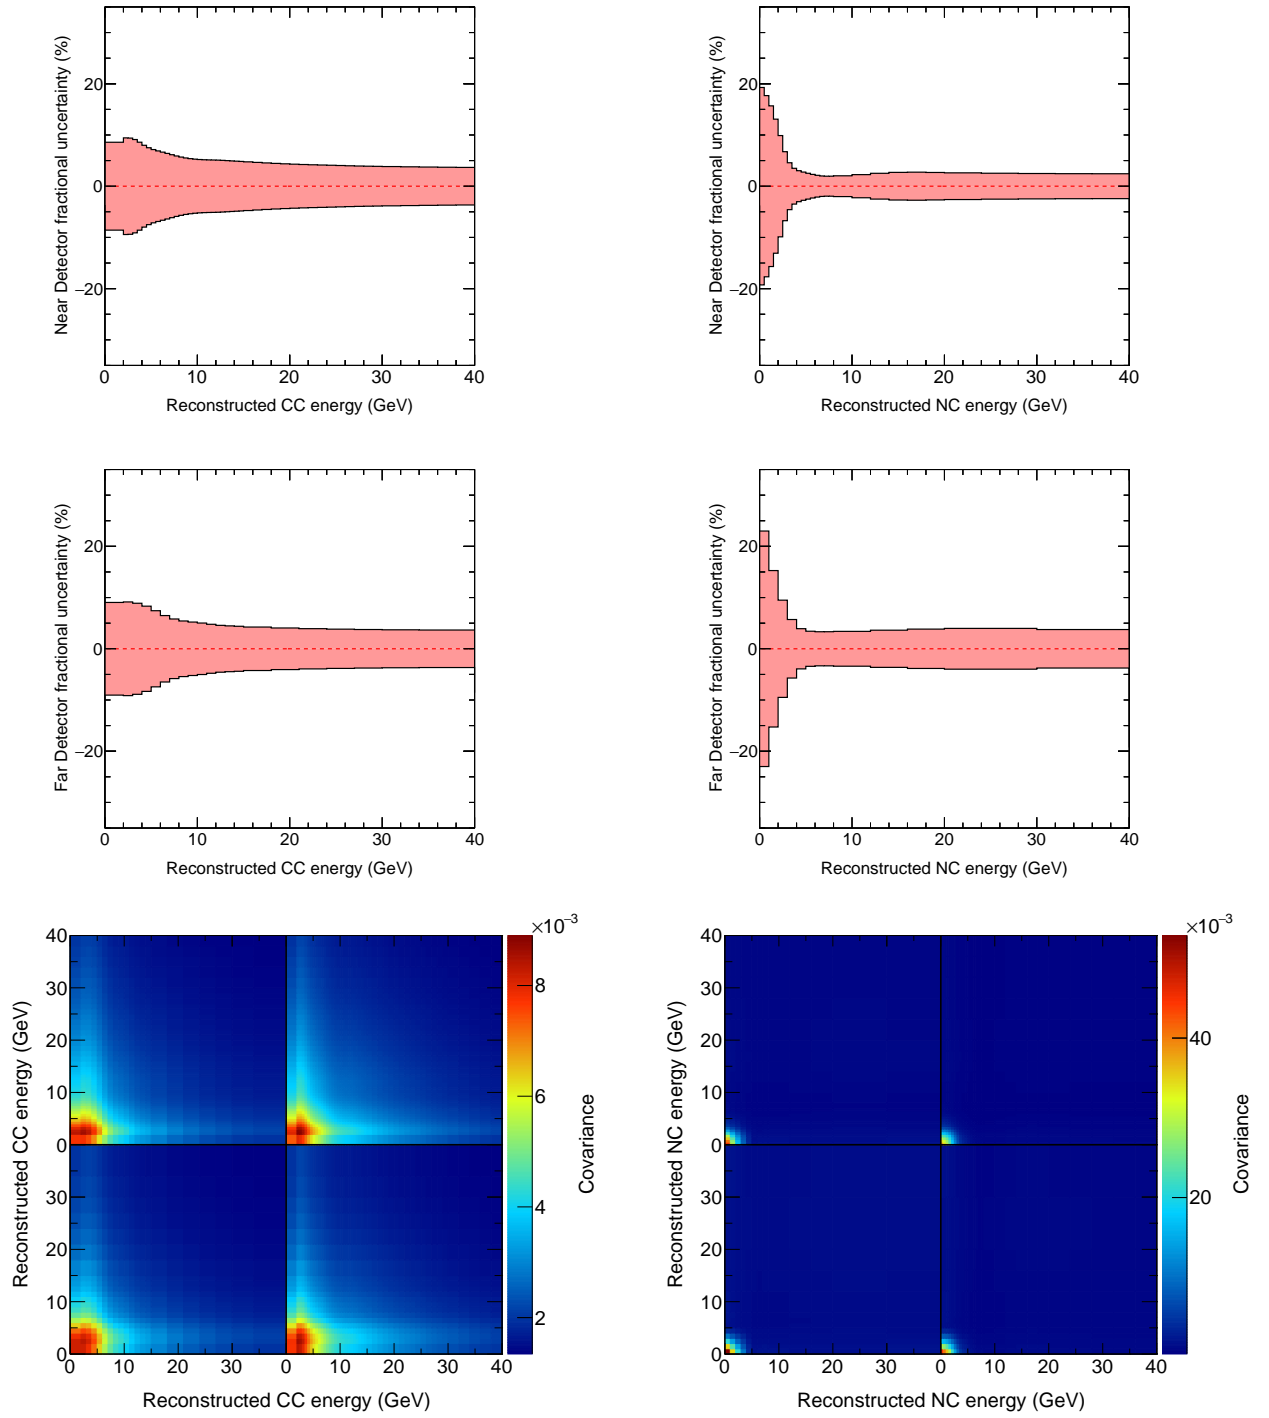 Near Detector fractional uncertainty (%)
20
0
−20
0 10 20 30 40
Reconstructed CC energy (GeV)
Near Detector fractional uncertainty (%)
20
0
−20
0 10 20 30 40
Reconstructed NC energy (GeV)
Far Detector fractional uncertainty (%)
20
0
−20
0 10 20 30 40
Reconstructed CC energy (GeV)
Far Detector fractional uncertainty (%)
20
0
−20
0 10 20 30 40
Reconstructed NC energy (GeV)
Reconstructed CC energy (GeV)
40
30
20
10
0
30
20
10
0
0 10 20 30 0 10 20 30 40
Reconstructed CC energy (GeV)
×10⁻³
8
6
4
2
Covariance
Reconstructed NC energy (GeV)
40
30
20
10
0
30
20
10
0
0 10 20 30 0 10 20 30 40
Reconstructed NC energy (GeV)
×10⁻³
40
20
Covariance